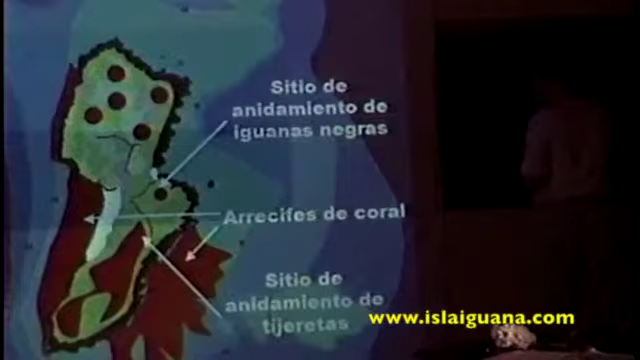 Sitio de
anidamiento de
iguanas negras
Arrecifes de coral
Sitio de
anidamiento de
tijeretas
www.islaiguana.com